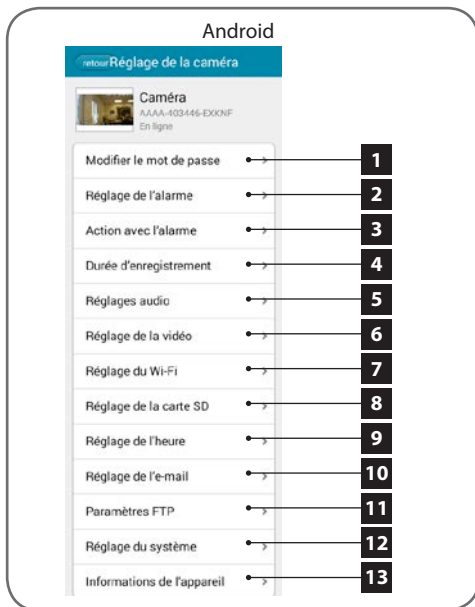 Android
retour Réglage de la caméra
Caméra
AAAA-403446-EXKNF
En ligne
Modifier le mot de passe > 1
Réglage de l'alarme > 2
Action avec l'alarme > 3
Durée d'enregistrement > 4
Réglages audio > 5
Réglage de la vidéo > 6
Réglage du Wi-Fi > 7
Réglage de la carte SD > 8
Réglage de l'heure > 9
Réglage de l'e-mail > 10
Paramètres FTP > 11
Réglage du système > 12
Informations de l'appareil > 13